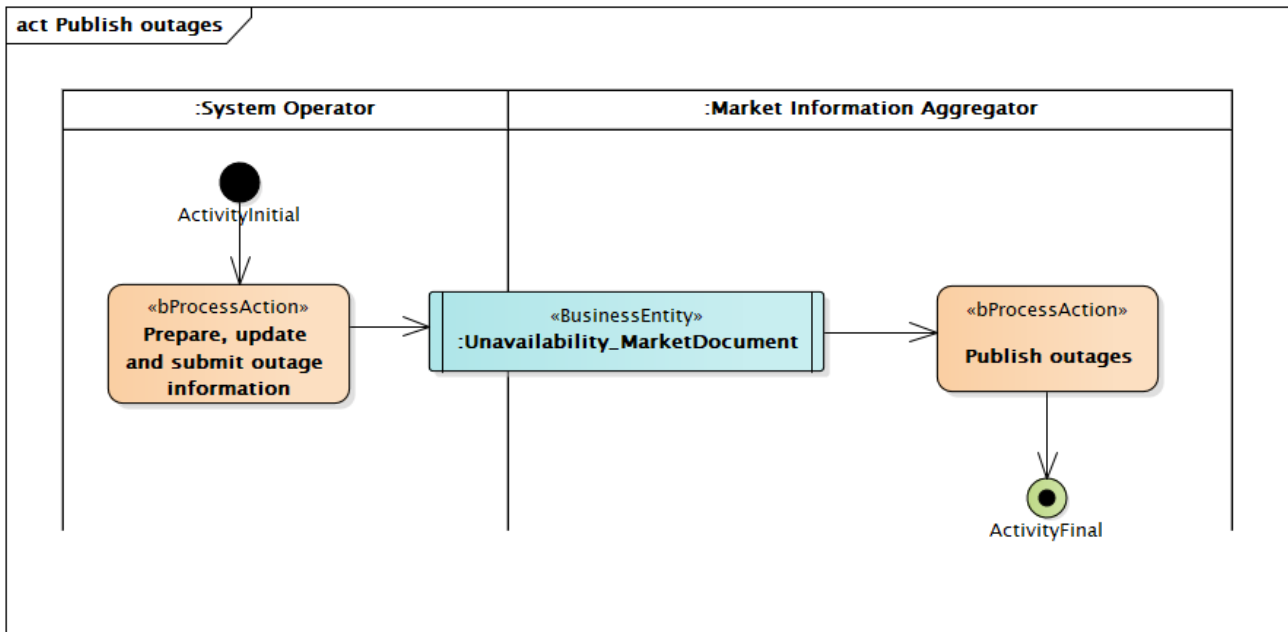 act Publish outages
:System Operator
:Market Information Aggregator
ActivityInitial
«bProcessAction»
Prepare, update
and submit outage
information
«BusinessEntity»
:Unavailability_MarketDocument
«bProcessAction»
Publish outages
ActivityFinal